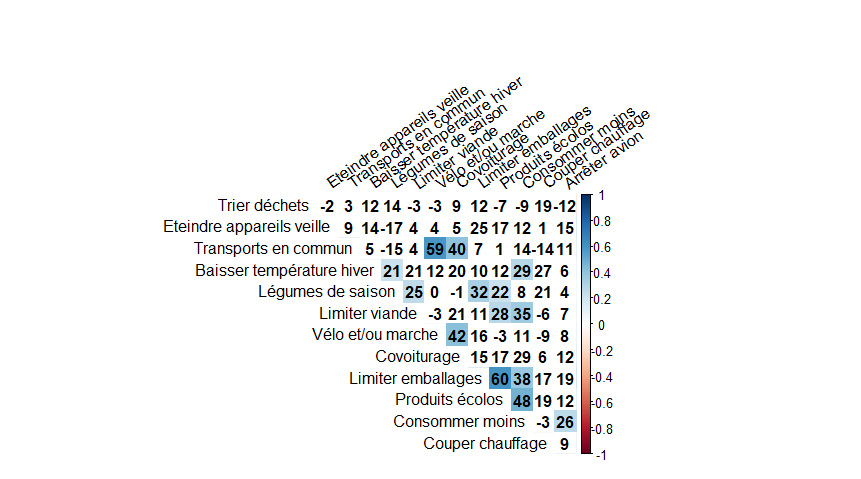 Eteindre appareils veille
Transports en commun
Baisser température hiver
Légumes de saison
Limiter viande
Vélo et/ou marche
Covoiturage
Limiter emballages
Produits écolos
Consommer moins
Couper chauffage
Arrêter avion
Trier déchets -2 3 12 14 -3 -3 9 12 -7 -9 19 -12
Eteindre appareils veille 9 14 -17 4 4 5 25 17 12 1 15
Transports en commun 5 -15 4 59 40 7 1 14 -14 11
Baisser température hiver 21 21 12 20 10 12 29 27 6
Légumes de saison 25 0 -1 32 22 8 21 4
Limiter viande -3 21 11 28 35 -6 7
Vélo et/ou marche 42 16 -3 11 -9 8
Covoiturage 15 17 29 6 12
Limiter emballages 60 38 17 19
Produits écolos 48 19 12
Consommer moins -3 26
Couper chauffage 9
1
0.8
0.6
0.4
0.2
0
-0.2
-0.4
-0.6
-0.8
-1